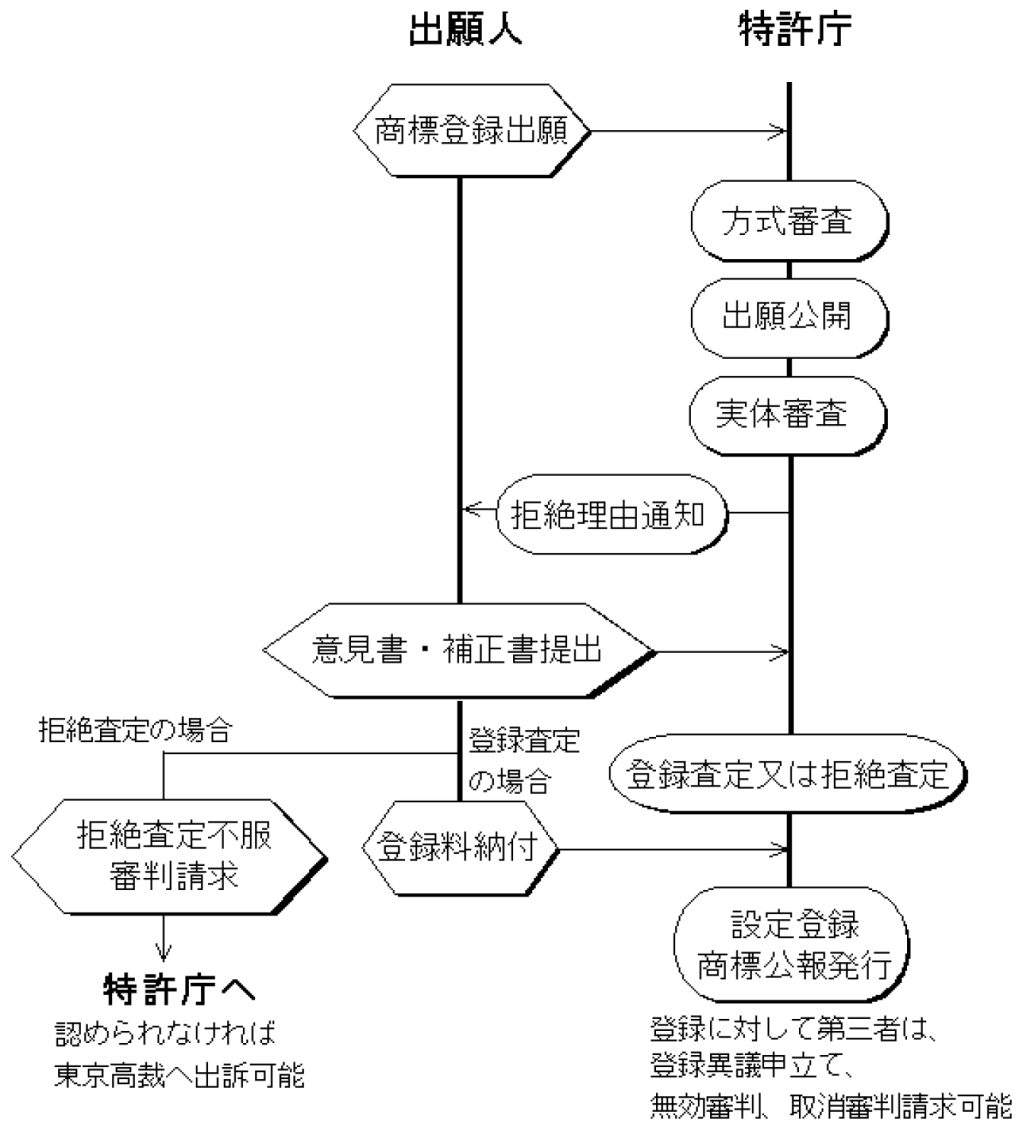 出願人
特許庁
商標登録出願
方式審査
出願公開
実体審査
拒絶理由通知
意見書・補正書提出
拒絶査定の場合
登録査定
の場合
登録査定又は拒絶査定
拒絶査定不服
審判請求
登録料納付
設定登録
商標公報発行
特許庁へ
認められなければ
東京高裁へ出訴可能
登録に対して第三者は、
登録異議申立て、
無効審判、取消審判請求可能